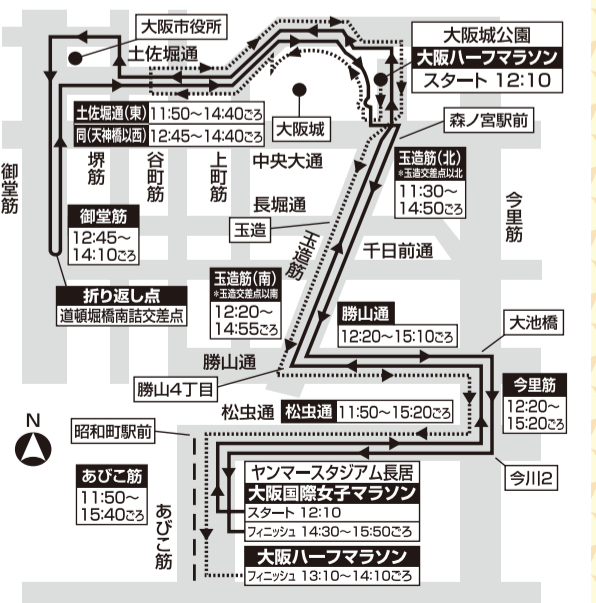 大阪市役所
土佐堀通
大阪城公園
大阪ハーフマラソン
スタート 12:10
土佐堀通(東) 11:50〜14:40ごろ
同(天神橋以西) 12:45〜14:40ごろ
大阪城
森ノ宮駅前
御堂筋
堺筋
谷町筋
上町筋
中央大通
玉造筋(北)
*玉造交差点以北
11:30〜
14:50ごろ
長堀通
玉造
玉造筋
今里筋
千日前通
御堂筋
12:45〜
14:10ごろ
折り返し点
道頓堀橋南詰交差点
玉造筋(南)
*玉造交差点以南
12:20〜
14:55ごろ
勝山通
12:20〜15:10ごろ
大池橋
勝山通
勝山4丁目
今里筋
12:20〜
15:20ごろ
松虫通
松虫通 11:50〜15:20ごろ
N
昭和町駅前
今川2
あびこ筋
11:50〜
15:40ごろ
あびこ筋
ヤンマースタジアム長居
大阪国際女子マラソン
スタート 12:10
フィニッシュ 14:30〜15:50ごろ
大阪ハーフマラソン
フィニッシュ 13:10〜14:10ごろ